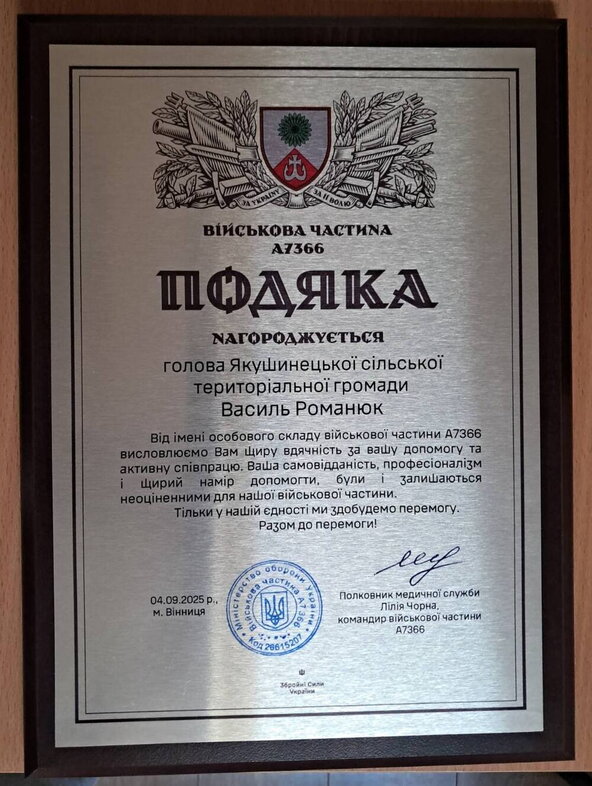 ЗА УКРАЇНУ ЗА ЇЇ ВОЛЮ
ВІЙСЬКОВА ЧАСТИНА
А7366
ПОДЯКА
НАГОРОДЖУЄТЬСЯ
голова Якушинецької сільської
територіальної громади
Василь Романюк
Від імені особового складу військової частини А7366
висловлюємо Вам щиру вдячність за вашу допомогу та
активну співпрацю. Ваша самовідданість, професіоналізм
і щирий намір допомогти, були і залишаються
неоціненними для нашої військової частини.
Тільки у нашій єдності ми здобудемо перемогу.
Разом до перемоги!
04.09.2025 р.,
м. Вінниця
Міністерство оборони України
Військова частина А7366
Код 26615207
Полковник медичної служби
Лілія Чорна,
командир військової частини
А7366
Збройні Сили
України